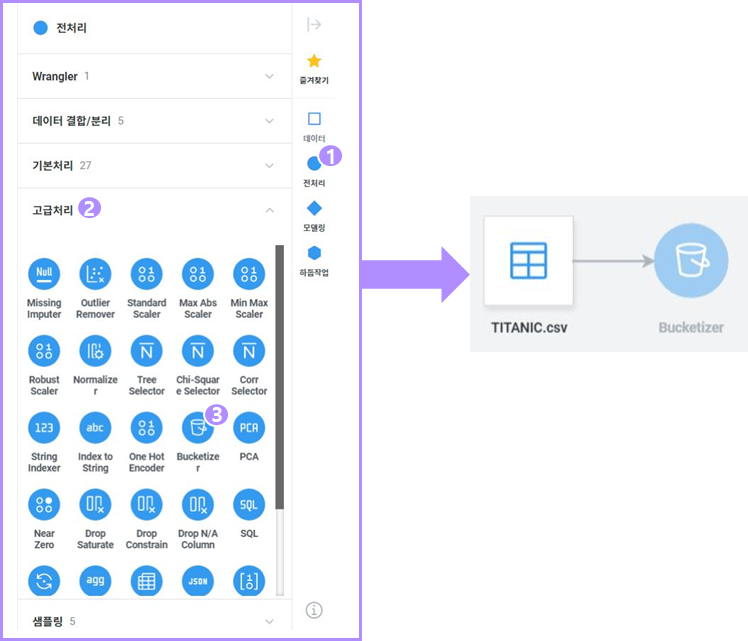 전처리
Wrangler 1
데이터 결합/분리 5
기본처리 27
고급처리 2
Null
Missing
Imputer
Outlier
Remover
Standard
Scaler
Max Abs
Scaler
Min Max
Scaler
Robust
Scaler
Normalize
r
N
Tree
Selector
N
Chi-Squar
e Selector
N
Corr
Selector
123
String
Indexer
abc
Index to
String
One Hot
Encoder
3
Bucketize
r
PCA
PCA
Near
Zero
Drop
Saturate
Drop
Constrain
Drop N/A
Column
SQL
SQL
agg
JSON
샘플링 5
즐겨찾기
데이터
1
전처리
모델링
하둡작업
TITANIC.csv
Bucketizer